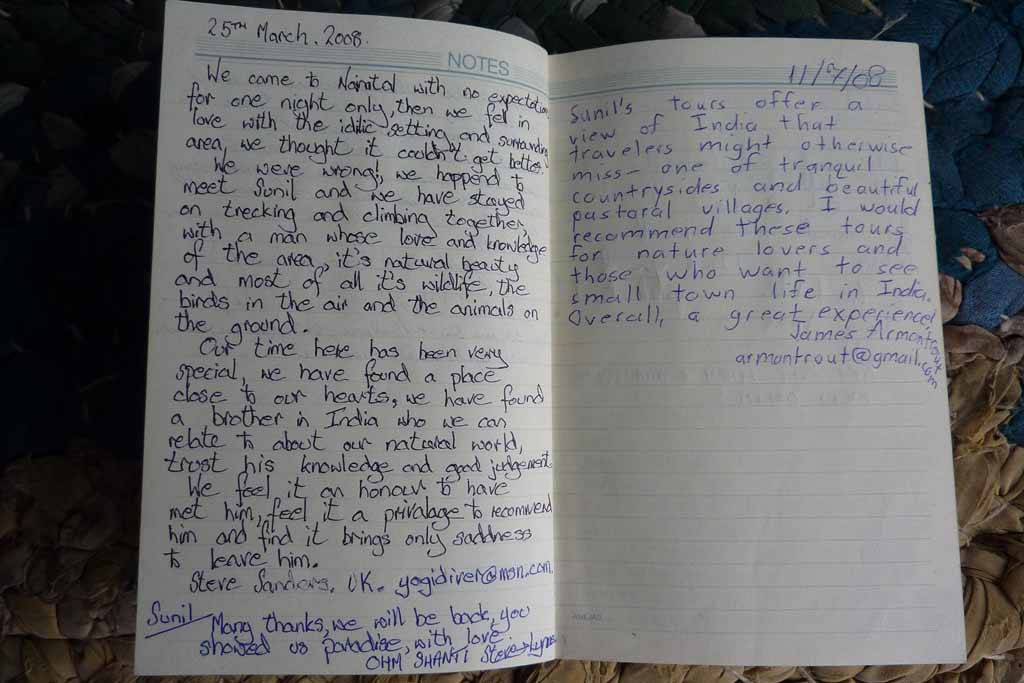 25TH March. 2008.
NOTES
We came to Nainital with no expectation
for one night only, then we fell in
love with the idilic setting and surrounding
area, we thought it couldn't get better.
We were wrong; we happend to
meet Sunil and we have stayed
on trecking and climbing together,
with a man whose love and knowledge
of the area, it's natural beauty
and most of all it's wildlife, the
birds in the air and the animals on
the ground.
Our time here has been very
special, we have found a place
close to our hearts, we have found
a brother in India who we can
relate to about our natural world,
trust his knowledge and good judgement.
We feel it an honour to have
met him, feel it a privalage to recommend
him and find it brings only saddness
to leave him.
Steve Sanders. UK. yogidiver@msn.com.
Sunil Many thanks, we will be back, you
showed us paradise, with love
OHM SHANTI Steve + Lynne
11/9/08
Sunil's tours offer a
view of India that
travelers might otherwise
miss - one of tranquil
countrysides and beautiful
pastoral villages. I would
recommend these tours
for nature lovers and
those who want to see
small town life in India.
Overall, a great experience!
James Armontrout
armontrout@gmail.com